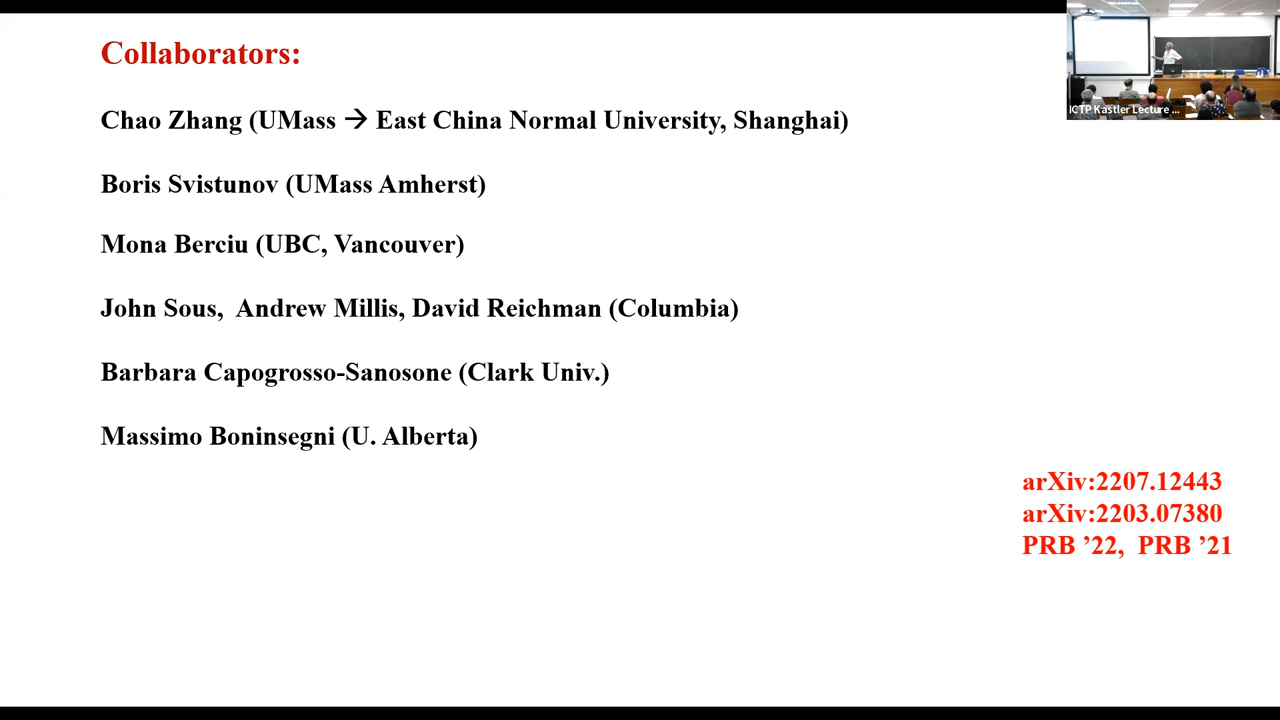 Collaborators:
Chao Zhang (UMass → East China Normal University, Shanghai)
Boris Svistunov (UMass Amherst)
Mona Berciu (UBC, Vancouver)
John Sous, Andrew Millis, David Reichman (Columbia)
Barbara Capogrosso-Sanosone (Clark Univ.)
Massimo Boninsegni (U. Alberta)
arXiv:2207.12443
arXiv:2203.07380
PRB ’22, PRB ’21
ICTP Kastler Lecture ...